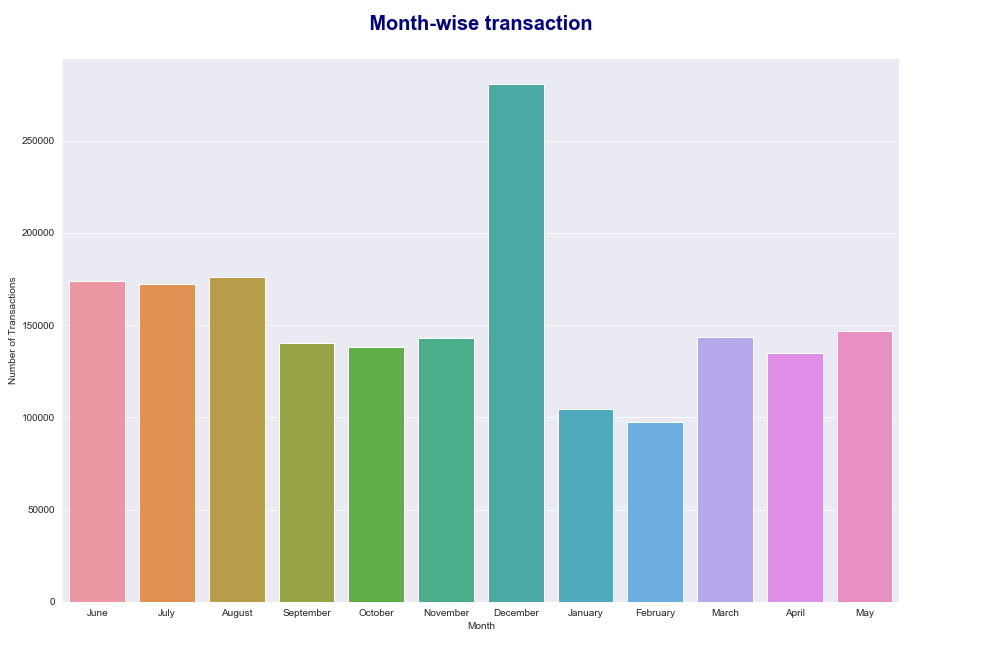 Month-wise transaction
Number of Transactions
250000
200000
150000
100000
50000
0
June July August September October November December January February March April May
Month